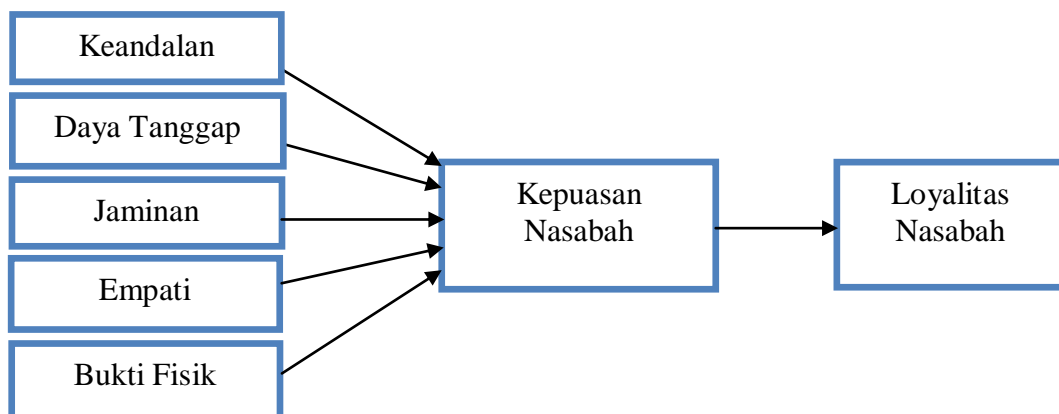 Keandalan
Daya Tanggap
Jaminan
Empati
Bukti Fisik
Kepuasan
Nasabah
Loyalitas
Nasabah